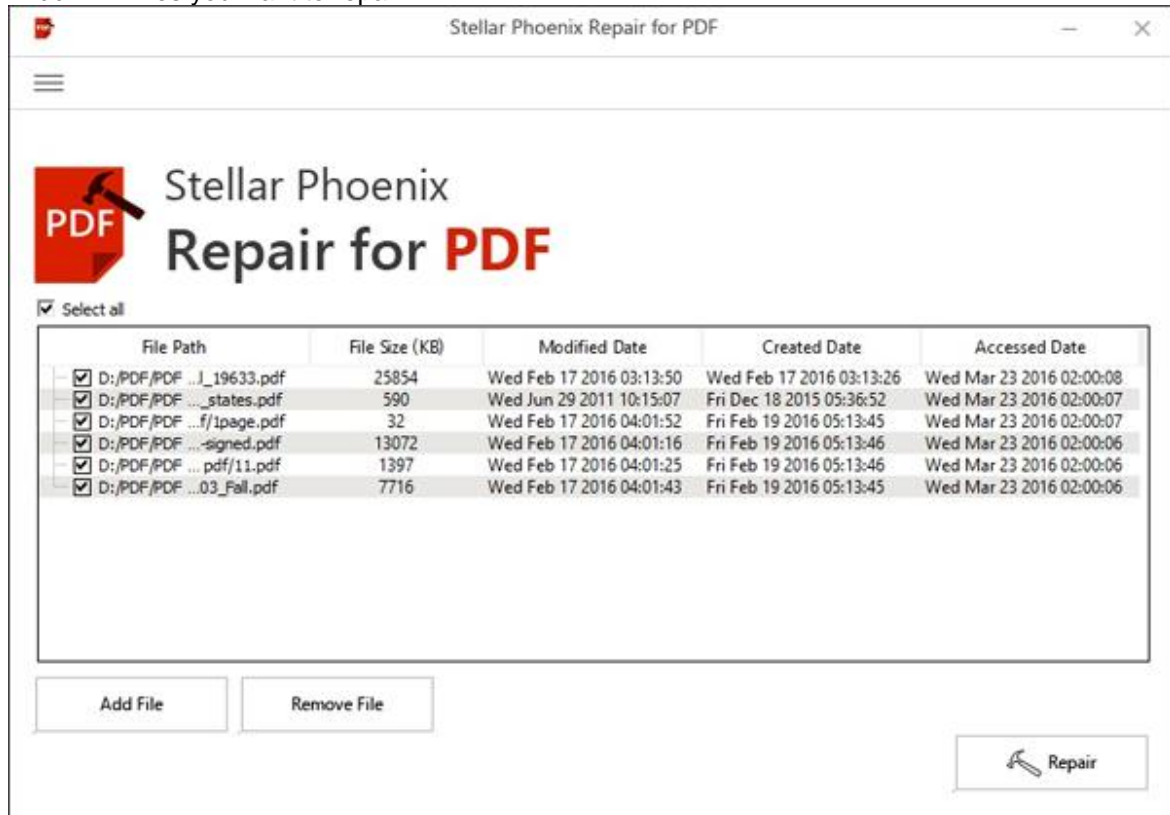 Stellar Phoenix Repair for PDF
PDF
Stellar Phoenix
Repair for PDF
Select all
File Path File Size (KB) Modified Date Created Date Accessed Date
D:/PDF/PDF ...l_19633.pdf 25854 Wed Feb 17 2016 03:13:50 Wed Feb 17 2016 03:13:26 Wed Mar 23 2016 02:00:08
D:/PDF/PDF ..._states.pdf 590 Wed Jun 29 2011 10:15:07 Fri Dec 18 2015 05:36:52 Wed Mar 23 2016 02:00:07
D:/PDF/PDF ...f/1page.pdf 32 Wed Feb 17 2016 04:01:52 Fri Feb 19 2016 05:13:45 Wed Mar 23 2016 02:00:07
D:/PDF/PDF ...-signed.pdf 13072 Wed Feb 17 2016 04:01:16 Fri Feb 19 2016 05:13:46 Wed Mar 23 2016 02:00:06
D:/PDF/PDF ... pdf/11.pdf 1397 Wed Feb 17 2016 04:01:25 Fri Feb 19 2016 05:13:46 Wed Mar 23 2016 02:00:06
D:/PDF/PDF ...03_Fall.pdf 7716 Wed Feb 17 2016 04:01:43 Fri Feb 19 2016 05:13:45 Wed Mar 23 2016 02:00:06
Add File Remove File
Repair